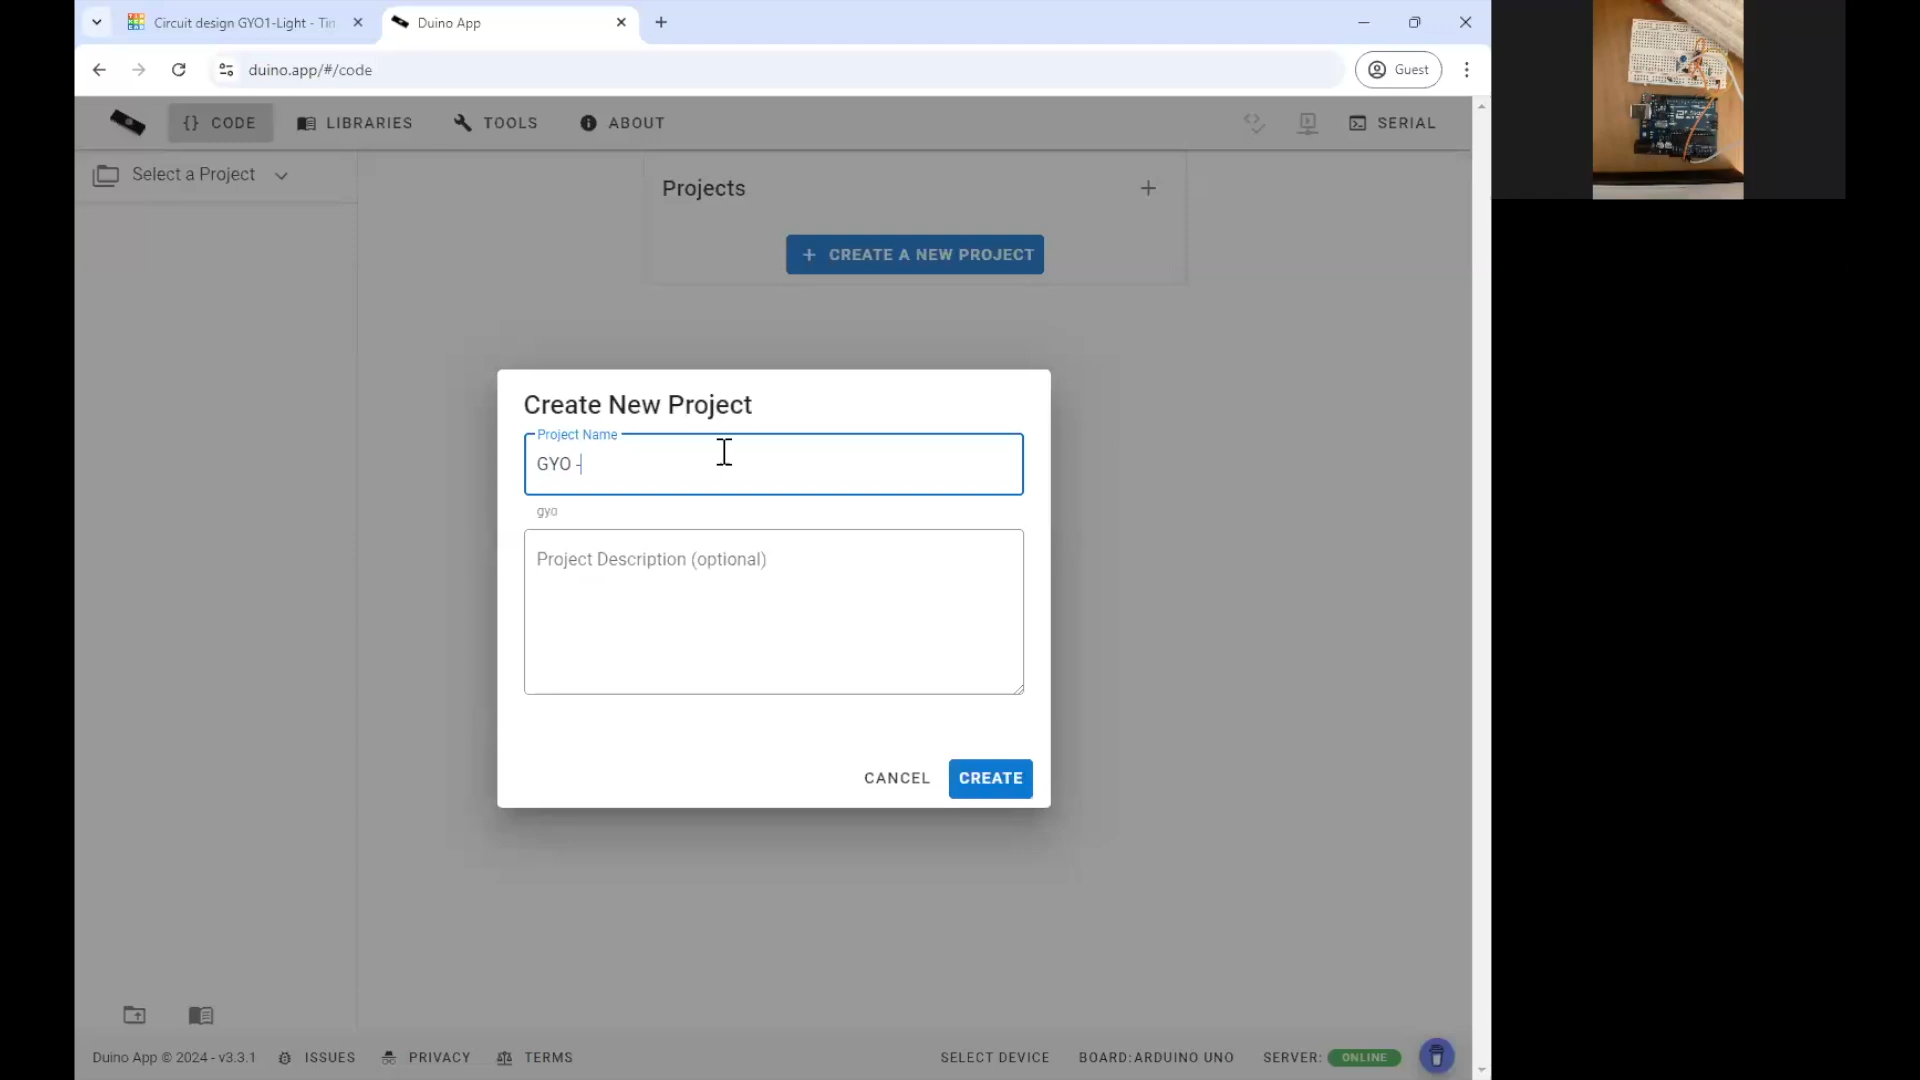 Circuit design GYO1-Light - Tin
Duino App
duino.app/#/code
Guest
{} CODE
LIBRARIES
TOOLS
ABOUT
SERIAL
Select a Project
Projects
+ CREATE A NEW PROJECT
Create New Project
Project Name
GYO -
gyo
Project Description (optional)
CANCEL
CREATE
Duino App © 2024 - v3.3.1
ISSUES
PRIVACY
TERMS
SELECT DEVICE
BOARD:ARDUINO UNO
SERVER: ONLINE